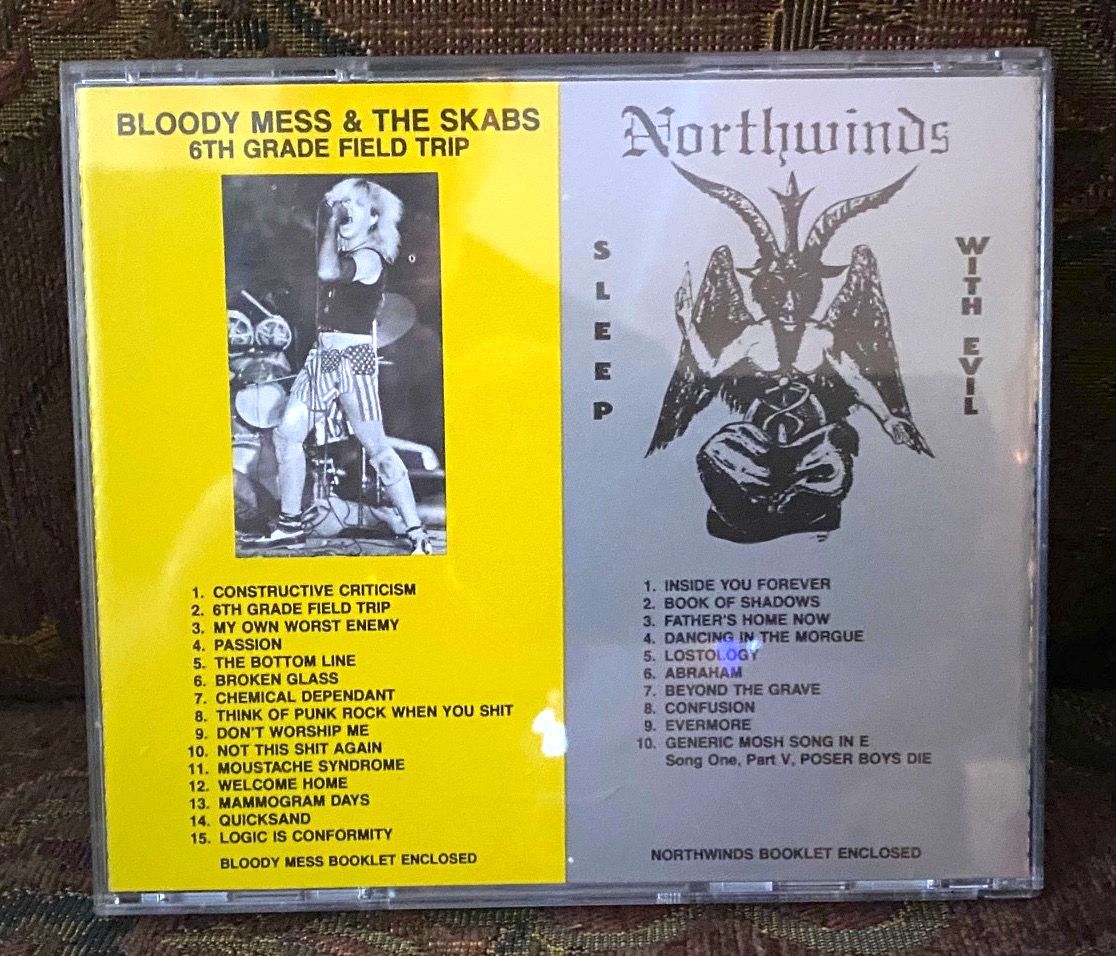 BLOODY MESS & THE SKABS
6TH GRADE FIELD TRIP
1. CONSTRUCTIVE CRITICISM
2. 6TH GRADE FIELD TRIP
3. MY OWN WORST ENEMY
4. PASSION
5. THE BOTTOM LINE
6. BROKEN GLASS
7. CHEMICAL DEPENDANT
8. THINK OF PUNK ROCK WHEN YOU SHIT
9. DON'T WORSHIP ME
10. NOT THIS SHIT AGAIN
11. MOUSTACHE SYNDROME
12. WELCOME HOME
13. MAMMOGRAM DAYS
14. QUICKSAND
15. LOGIC IS CONFORMITY
BLOODY MESS BOOKLET ENCLOSED
Northwinds
SLEEP
WITH EVIL
1. INSIDE YOU FOREVER
2. BOOK OF SHADOWS
3. FATHER'S HOME NOW
4. DANCING IN THE MORGUE
5. LOSTOLOGY
6. ABRAHAM
7. BEYOND THE GRAVE
8. CONFUSION
9. EVERMORE
10. GENERIC MOSH SONG IN E
Song One, Part V, POSER BOYS DIE
NORTHWINDS BOOKLET ENCLOSED